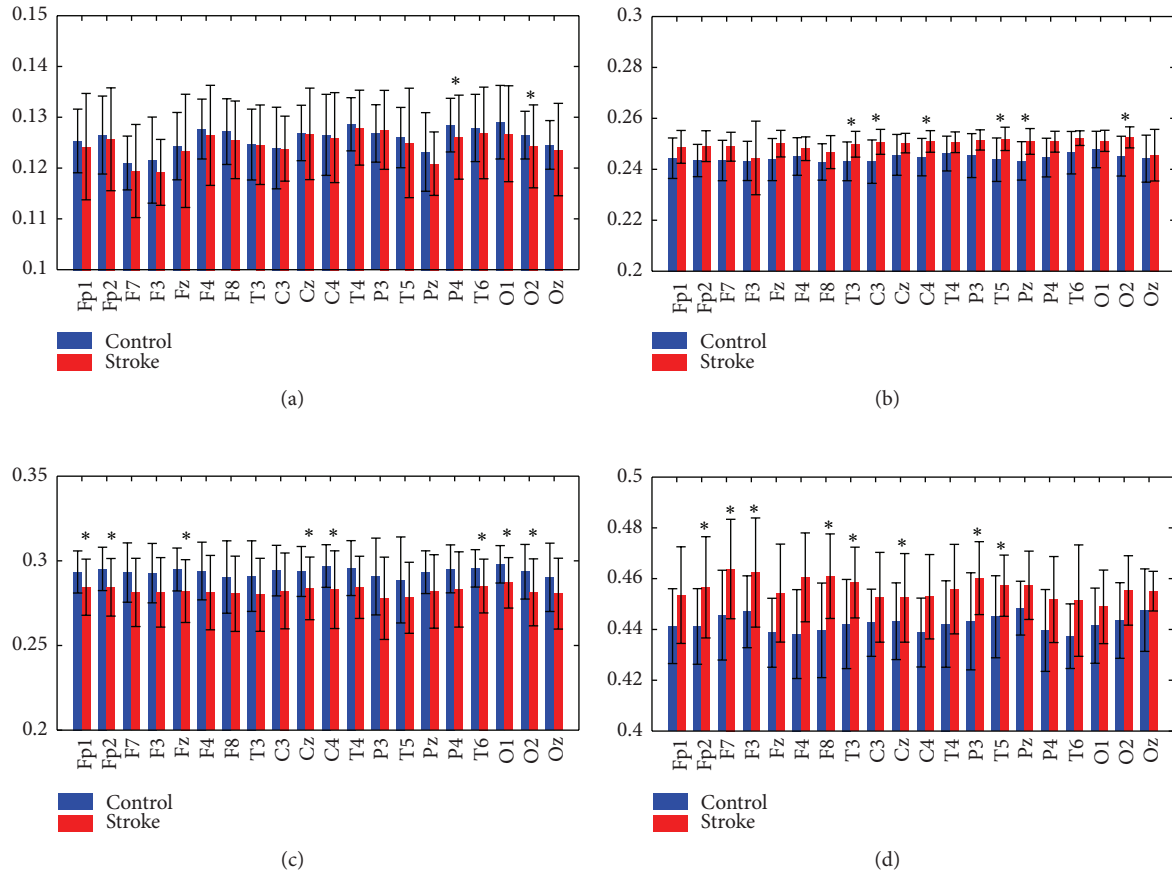 0.15
0.14
0.13
0.12
0.11
0.1
* *
Fp1 Fp2 F7 F3 Fz F4 F8 T3 C3 Cz C4 T4 P3 T5 Pz P4 T6 O1 O2 Oz
Control
Stroke
(a)
0.3
0.28
0.26
0.24
0.22
0.2
* * * * * *
Fp1 Fp2 F7 F3 Fz F4 F8 T3 C3 Cz C4 T4 P3 T5 Pz P4 T6 O1 O2 Oz
Control
Stroke
(b)
0.35
0.3
0.25
0.2
* * * * * * * *
Fp1 Fp2 F7 F3 Fz F4 F8 T3 C3 Cz C4 T4 P3 T5 Pz P4 T6 O1 O2 Oz
Control
Stroke
(c)
0.5
0.48
0.46
0.44
0.42
0.4
* * * * * * * *
Fp1 Fp2 F7 F3 Fz F4 F8 T3 C3 Cz C4 T4 P3 T5 Pz P4 T6 O1 O2 Oz
Control
Stroke
(d)